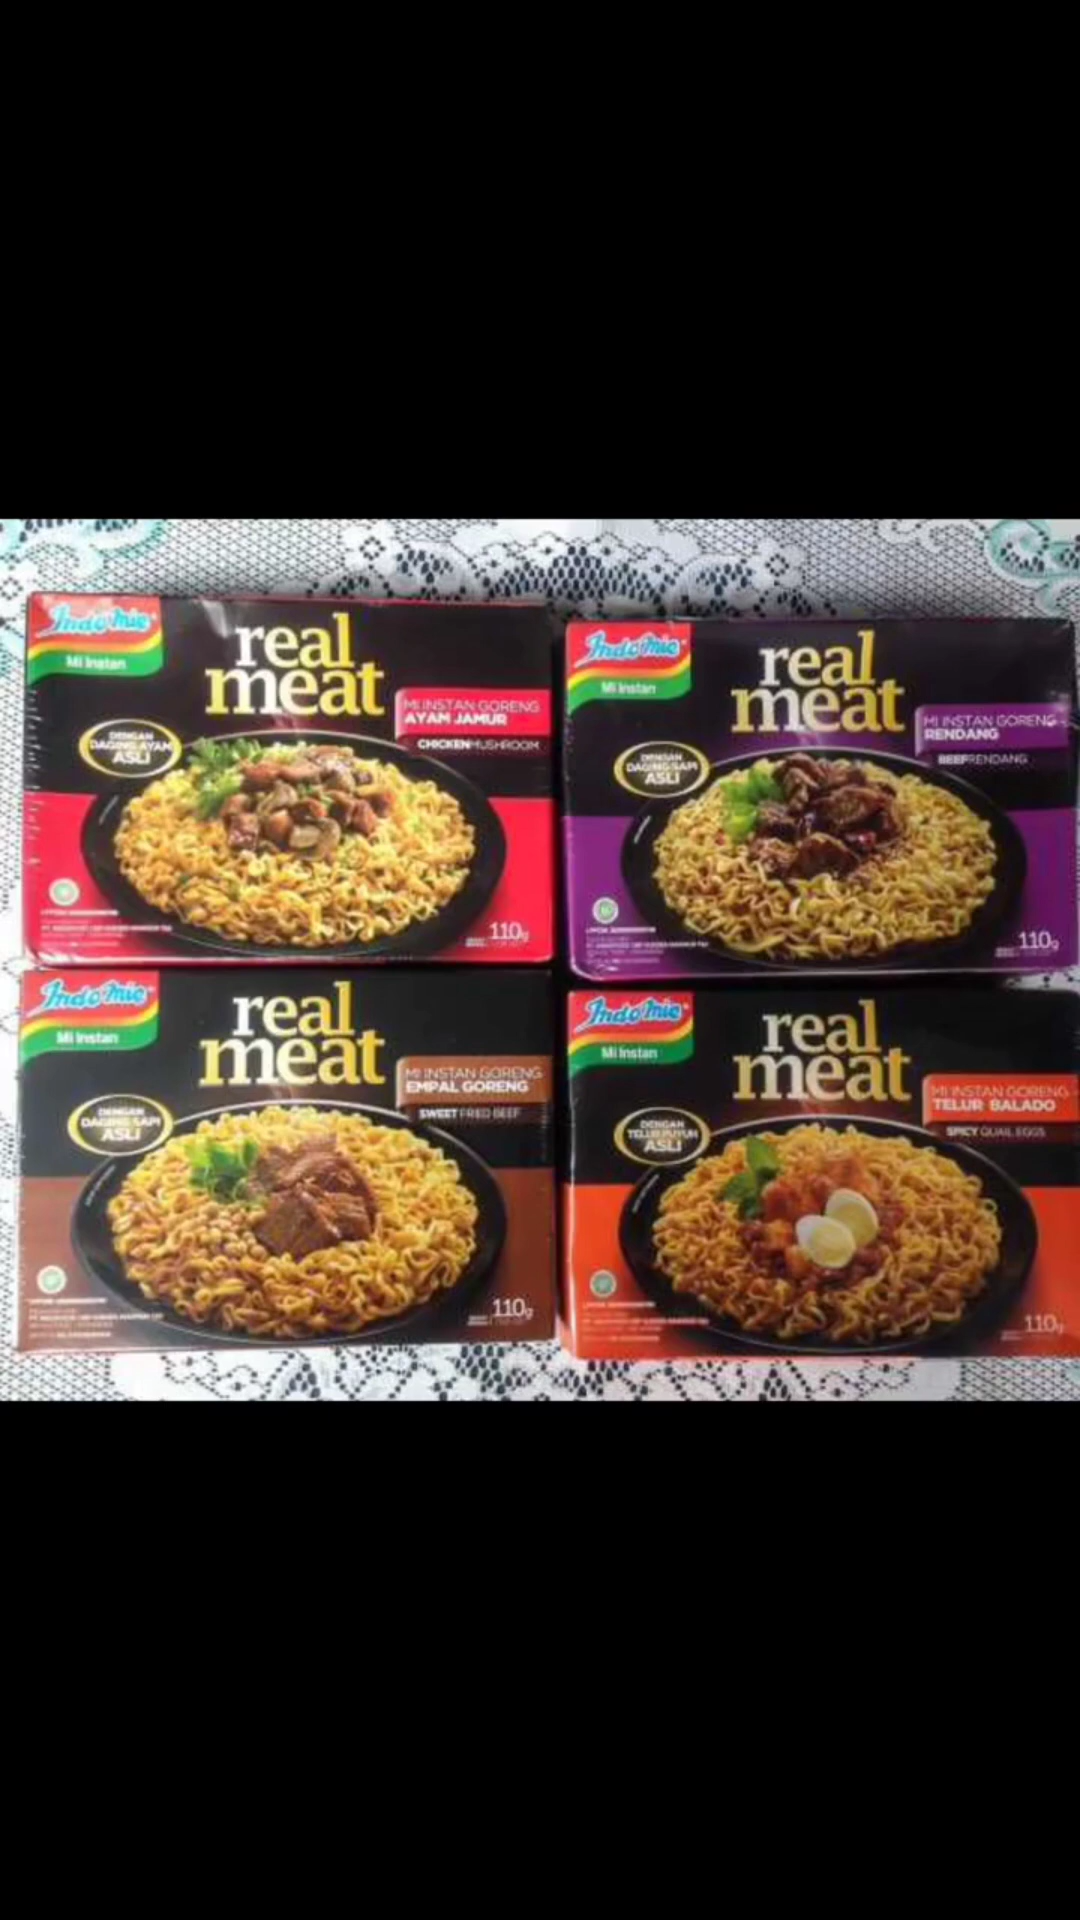 Indomie
Mi Instan
real
meat
MI INSTAN GORENG
AYAM JAMUR
CHICKEN MUSHROOM
DENGAN
DAGING AYAM
ASLI
110g
Indomie
Mi Instan
real
meat
MI INSTAN GORENG
RENDANG
BEEF RENDANG
DENGAN
DAGING SAPI
ASLI
110g
Indomie
Mi Instan
real
meat
MI INSTAN GORENG
EMPAL GORENG
SWEET FRIED BEEF
DENGAN
DAGING SAPI
ASLI
110g
Indomie
Mi Instan
real
meat
MI INSTAN GORENG
TELUR BALADO
SPICY QUAIL EGGS
DENGAN
TELUR PUYUH
ASLI
110g